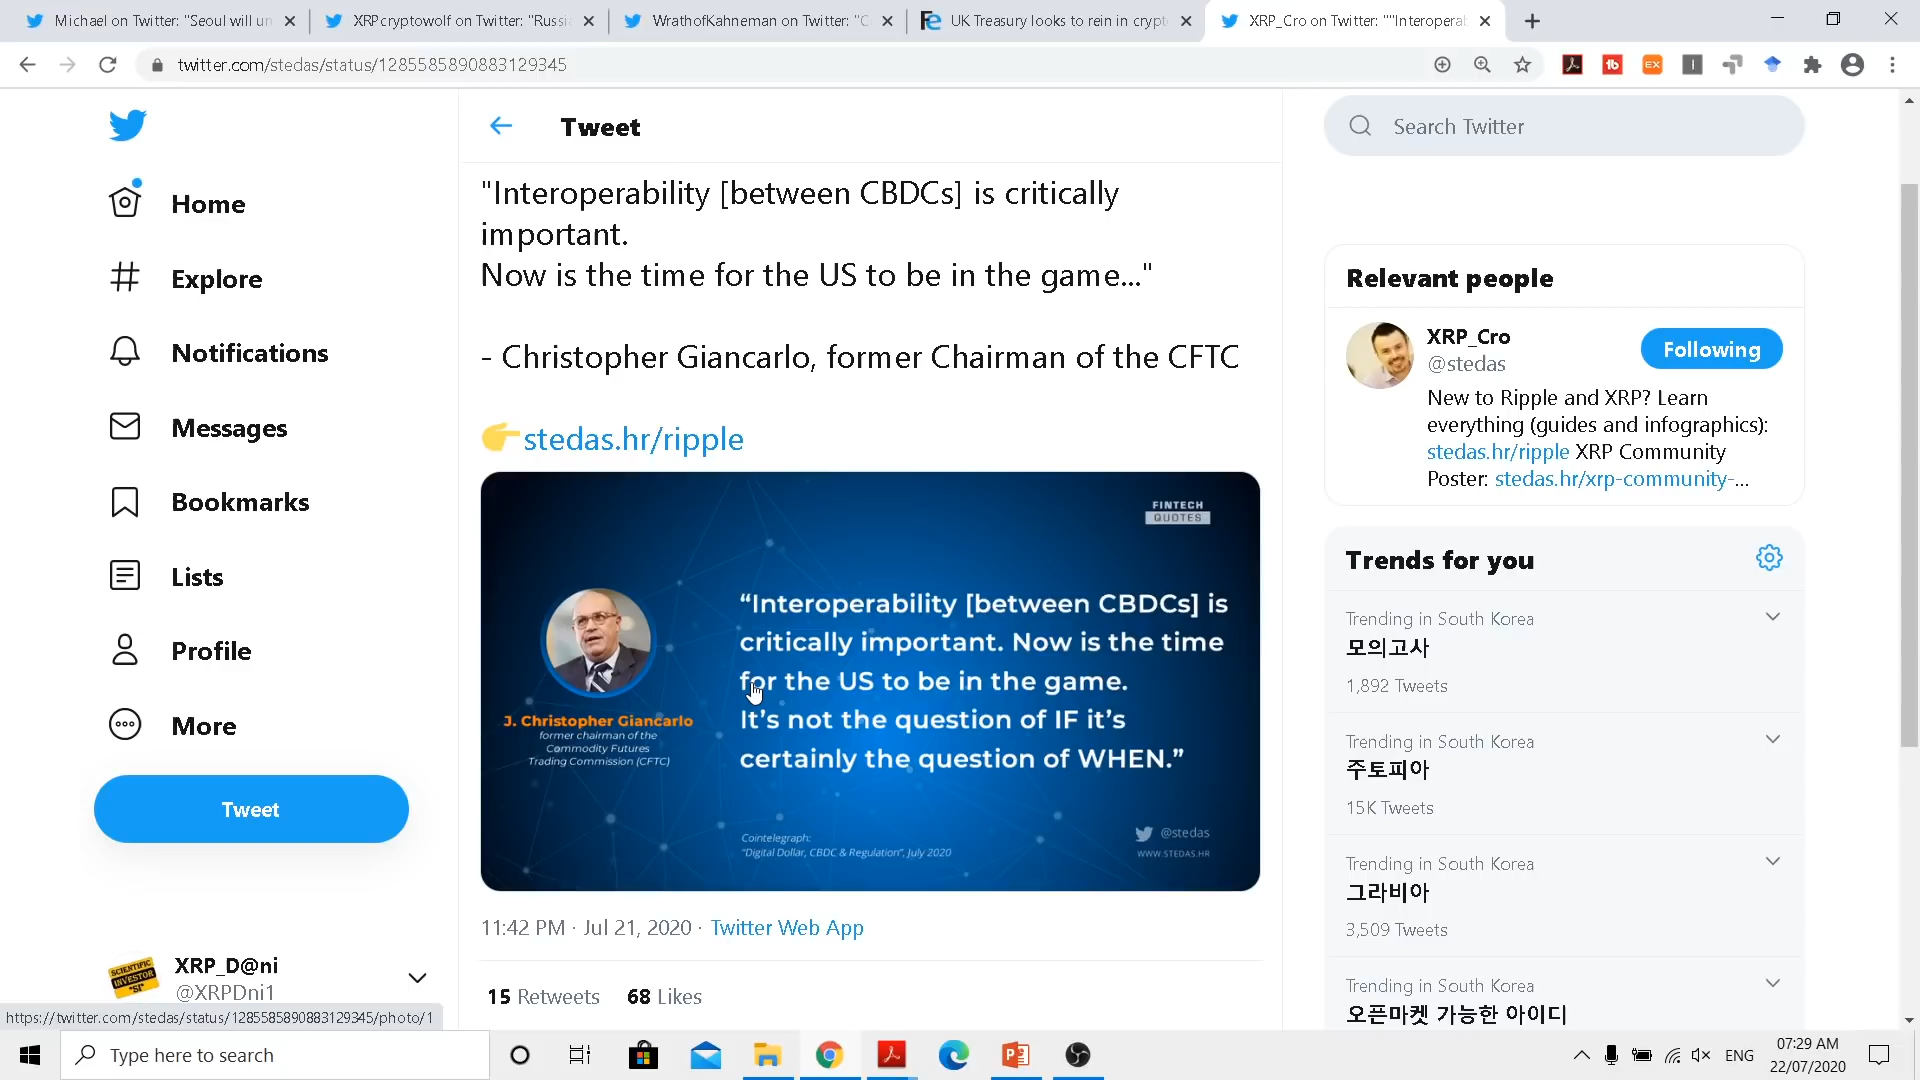 Michael on Twitter: "Seoul will un
XRPcryptowolf on Twitter: "Russi
WrathofKahneman on Twitter: "C
UK Treasury looks to rein in crypt
XRP_Cro on Twitter: ""Interopera
twitter.com/stedas/status/1285585890883129345
Home
Explore
Notifications
Messages
Bookmarks
Lists
Profile
More
Tweet
XRP_D@ni
@XRPDni1
SCIENTIFIC
INVESTOR
"SI"
https://twitter.com/stedas/status/1285585890883129345/photo/1
Tweet
"Interoperability [between CBDCs] is critically
important.
Now is the time for the US to be in the game..."
- Christopher Giancarlo, former Chairman of the CFTC
👉stedas.hr/ripple
FINTECH
QUOTES
J. Christopher Giancarlo
former chairman of the
Commodity Futures
Trading Commission (CFTC)
“Interoperability [between CBDCs] is
critically important. Now is the time
for the US to be in the game.
It’s not the question of IF it’s
certainly the question of WHEN.”
Cointelegraph:
"Digital Dollar, CBDC & Regulation", July 2020
@stedas
WWW.STEDAS.HR
11:42 PM · Jul 21, 2020 · Twitter Web App
15 Retweets 68 Likes
Search Twitter
Relevant people
XRP_Cro
@stedas
Following
New to Ripple and XRP? Learn
everything (guides and infographics):
stedas.hr/ripple XRP Community
Poster: stedas.hr/xrp-community-...
Trends for you
Trending in South Korea
모의고사
1,892 Tweets
Trending in South Korea
주토피아
15K Tweets
Trending in South Korea
그라비아
3,509 Tweets
Trending in South Korea
오픈마켓 가능한 아이디
Type here to search
ENG
07:29 AM
22/07/2020